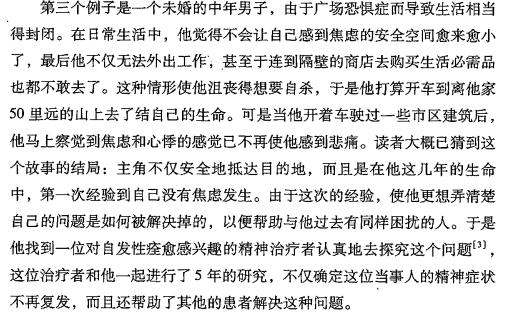 第三个例子是一个未婚的中年男子，由于广场恐惧症而导致生活相当
得封闭。在日常生活中，他觉得不会让自己感到焦虑的安全空间愈来愈小
了，最后他不仅无法外出工作，甚至于连到隔壁的商店去购买生活必需品
也都不敢去了。这种情形使他沮丧得想要自杀，于是他打算开车到离他家
50 里远的山上去了结自己的生命。可是当他开着车驶过一些市区建筑后，
他马上察觉到焦虑和心悸的感觉已不再使他感到悲痛。读者大概已猜到这
个故事的结局：主角不仅安全地抵达目的地，而且是在他这几年的生命
中，第一次经验到自己没有焦虑发生。由于这次的经验，使他更想弄清楚
自己的问题是如何被解决掉的，以便帮助与他过去有同样困扰的人。于是
他找到一位对自发性痊愈感兴趣的精神治疗者认真地去探究这个问题[3]，
这位治疗者和他一起进行了 5 年的研究，不仅确定这位当事人的精神症状
不再复发，而且还帮助了其他的患者解决这种问题。